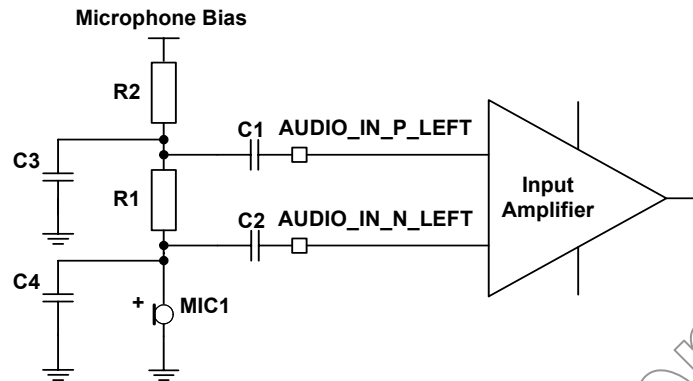 Microphone Bias
R2
C1 AUDIO_IN_P_LEFT
C3
Input
Amplifier
R1
C2 AUDIO_IN_N_LEFT
C4
+ MIC1